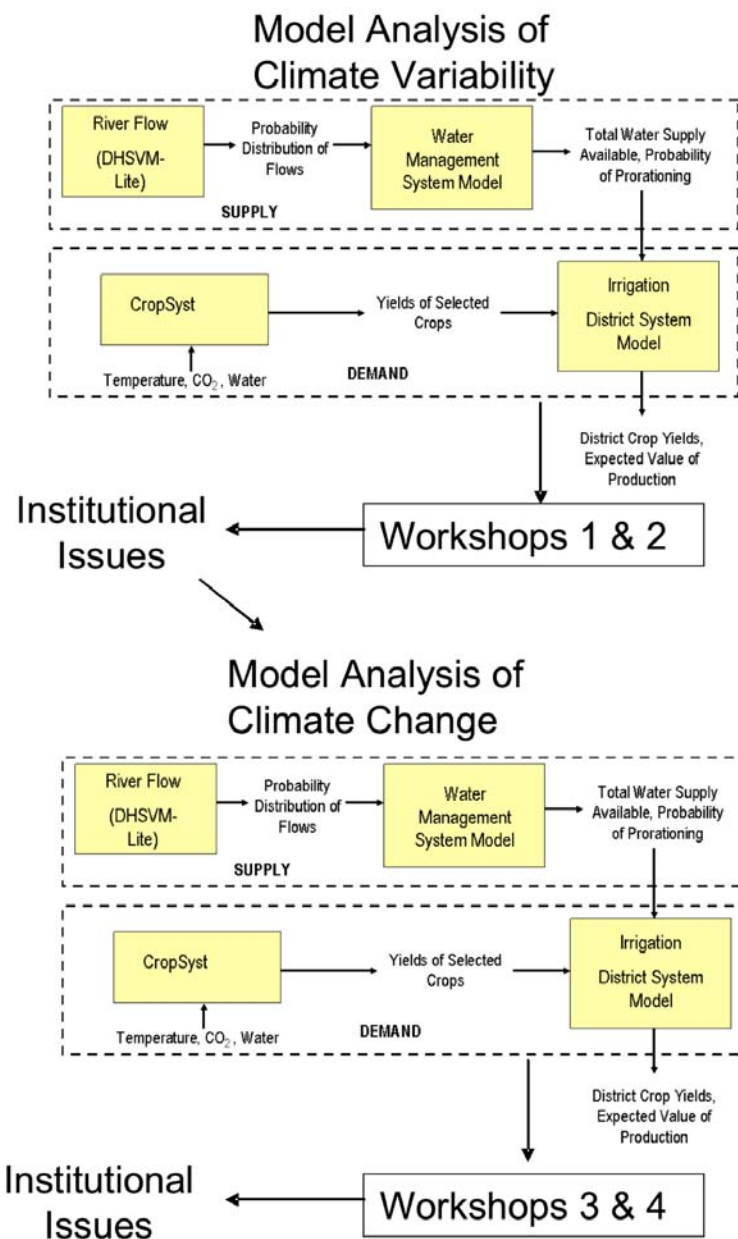 Model Analysis of
Climate Variability
River Flow
(DHSVM-
Lite)
Probability
Distribution of
Flows
Water
Management
System Model
Total Water Supply
Available, Probability
of Prorationing
SUPPLY
CropSyst
Yields of Selected
Crops
Irrigation
District System
Model
Temperature, CO₂, Water
DEMAND
District Crop Yields,
Expected Value of
Production
Institutional
Issues
Workshops 1 & 2
Model Analysis of
Climate Change
River Flow
(DHSVM-
Lite)
Probability
Distribution of
Flows
Water
Management
System Model
Total Water Supply
Available, Probability
of Prorationing
SUPPLY
CropSyst
Yields of Selected
Crops
Irrigation
District System
Model
Temperature, CO₂, Water
DEMAND
District Crop Yields,
Expected Value of
Production
Institutional
Issues
Workshops 3 & 4